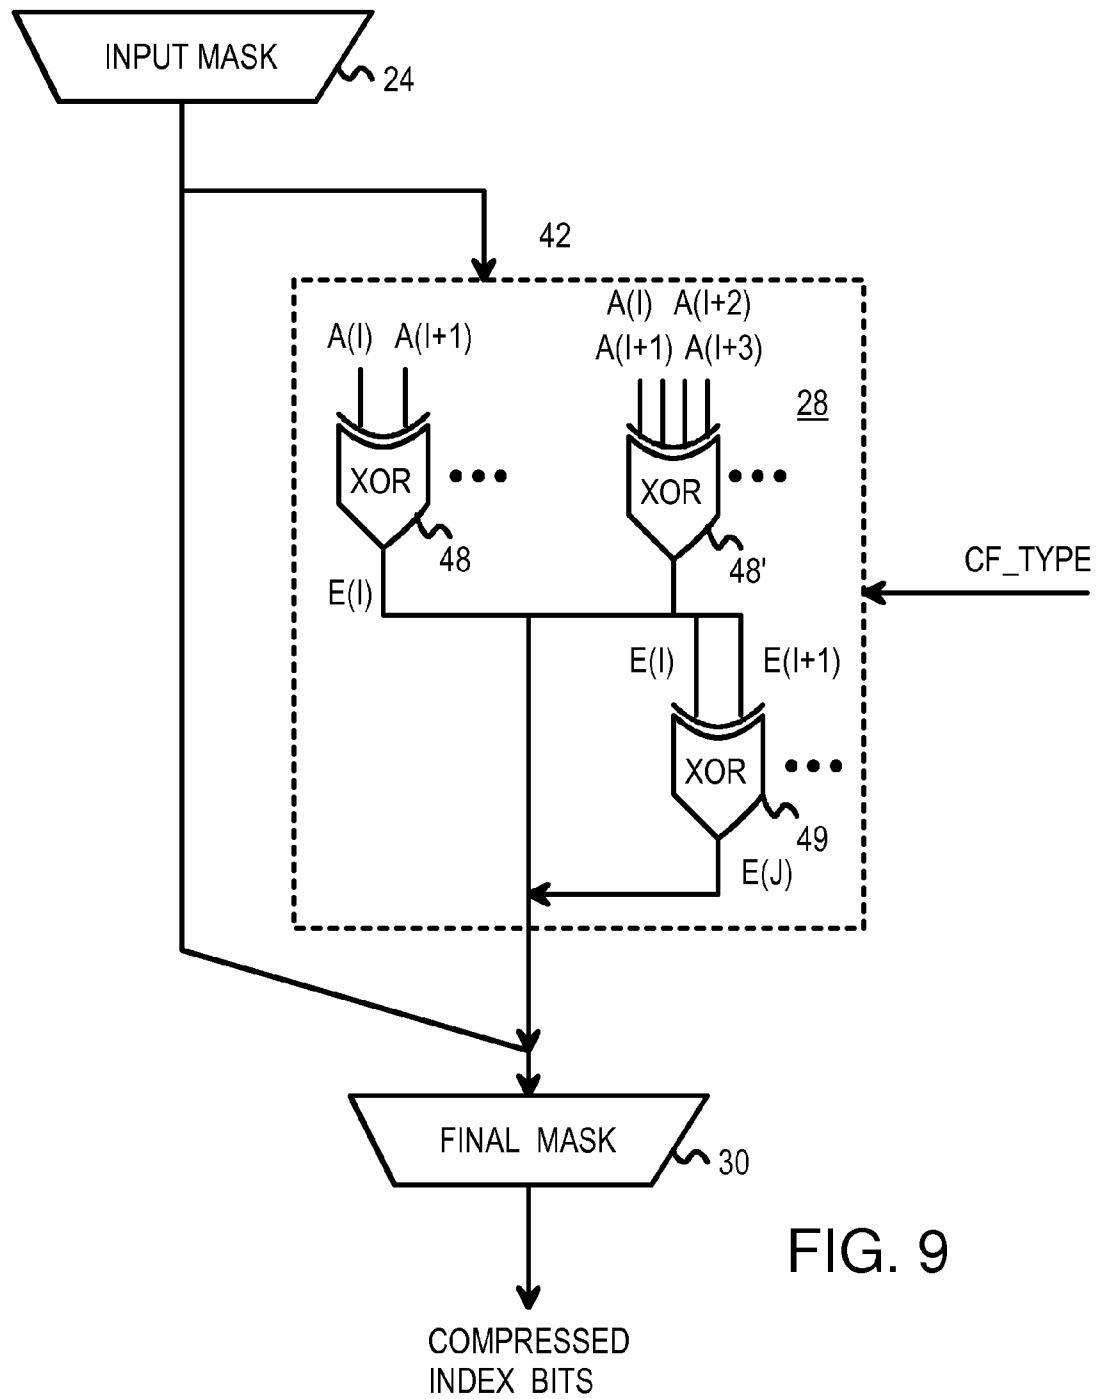 INPUT MASK
24
42
A(I) A(I+2)
A(I) A(I+1)
A(I+1) A(I+3)
28
XOR
XOR
48
48'
CF_TYPE
E(I)
E(I) E(I+1)
XOR
49
E(J)
FINAL MASK
30
FIG. 9
COMPRESSED
INDEX BITS